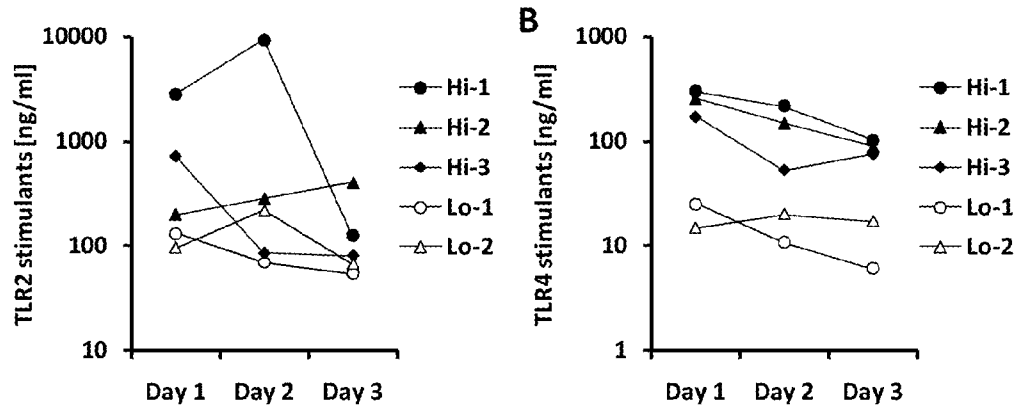 TLR2 stimulants [ng/ml]
10000
1000
100
10
Day 1 Day 2 Day 3
Hi-1
Hi-2
Hi-3
Lo-1
Lo-2
B
TLR4 stimulants [ng/ml]
1000
100
10
1
Day 1 Day 2 Day 3
Hi-1
Hi-2
Hi-3
Lo-1
Lo-2